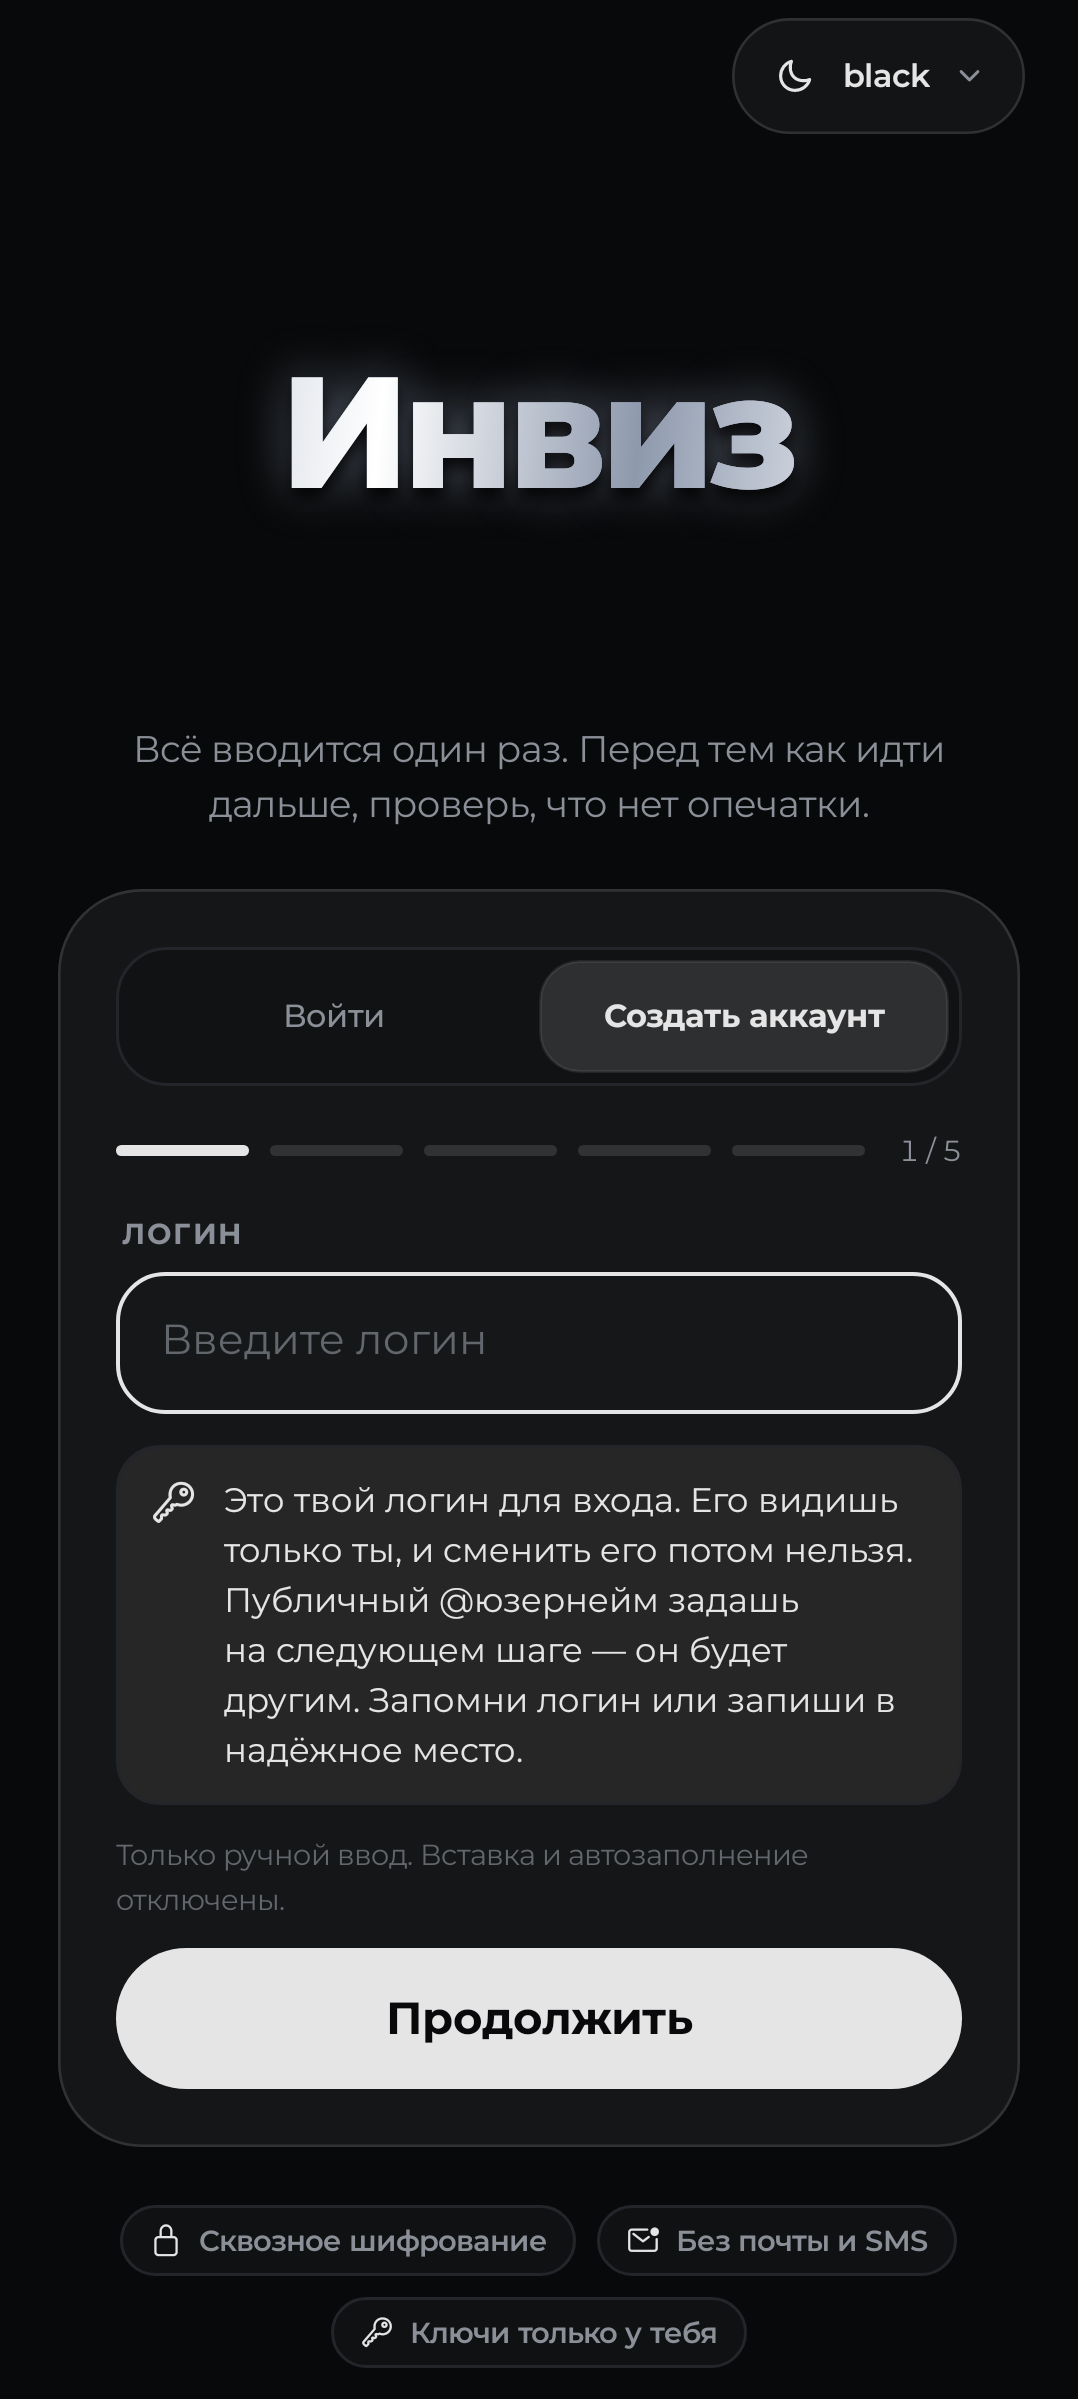 black
Инвиз
Всё вводится один раз. Перед тем как идти
дальше, проверь, что нет опечатки.
Войти
Создать аккаунт
1 / 5
ЛОГИН
Введите логин
Это твой логин для входа. Его видишь
только ты, и сменить его потом нельзя.
Публичный @юзернейм задашь
на следующем шаге — он будет
другим. Запомни логин или запиши в
надёжное место.
Только ручной ввод. Вставка и автозаполнение
отключены.
Продолжить
Сквозное шифрование
Без почты и SMS
Ключи только у тебя